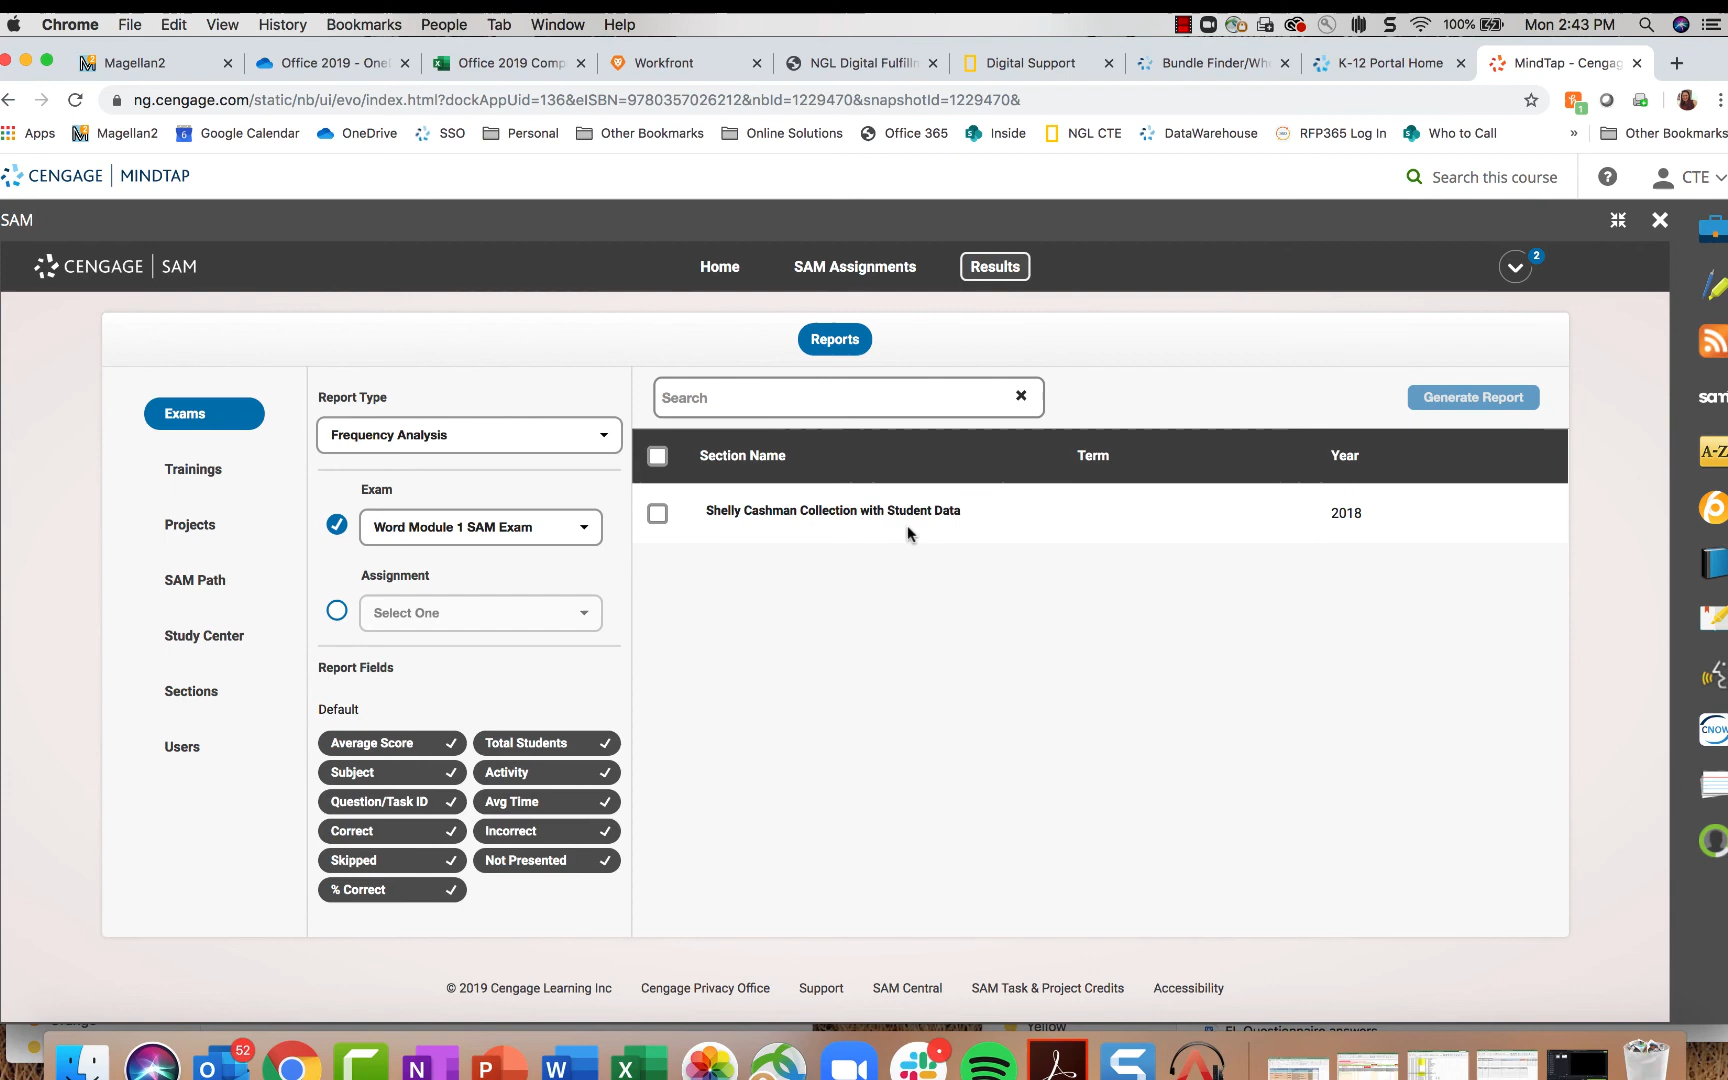 Chrome File Edit View History Bookmarks People Tab Window Help 100% Mon 2:43 PM
Magellan2 Office 2019 - One Office 2019 Comp Workfront NGL Digital Fulfill Digital Support Bundle Finder/Wh K-12 Portal Home MindTap - Cengag
ng.cengage.com/static/nb/ui/evo/index.html?dockAppUid=136&eISBN=9780357026212&nbId=1229470&snapshotId=1229470&
1
Apps Magellan2 6 Google Calendar OneDrive SSO Personal Other Bookmarks Online Solutions Office 365 Inside NGL CTE DataWarehouse RFP365 Log In Who to Call » Other Bookmarks
CENGAGE | MINDTAP Search this course ? CTE
SAM
CENGAGE | SAM Home SAM Assignments Results 2
Reports
Exams
Trainings
Projects
SAM Path
Study Center
Sections
Users
Report Type
Frequency Analysis
Exam
Word Module 1 SAM Exam
Assignment
Select One
Report Fields
Default
Average Score Total Students
Subject Activity
Question/Task ID Avg Time
Correct Incorrect
Skipped Not Presented
% Correct
Search Generate Report
Section Name Term Year
Shelly Cashman Collection with Student Data 2018
sam
A-Z
CNOW
© 2019 Cengage Learning Inc Cengage Privacy Office Support SAM Central SAM Task & Project Credits Accessibility
Yellow
52